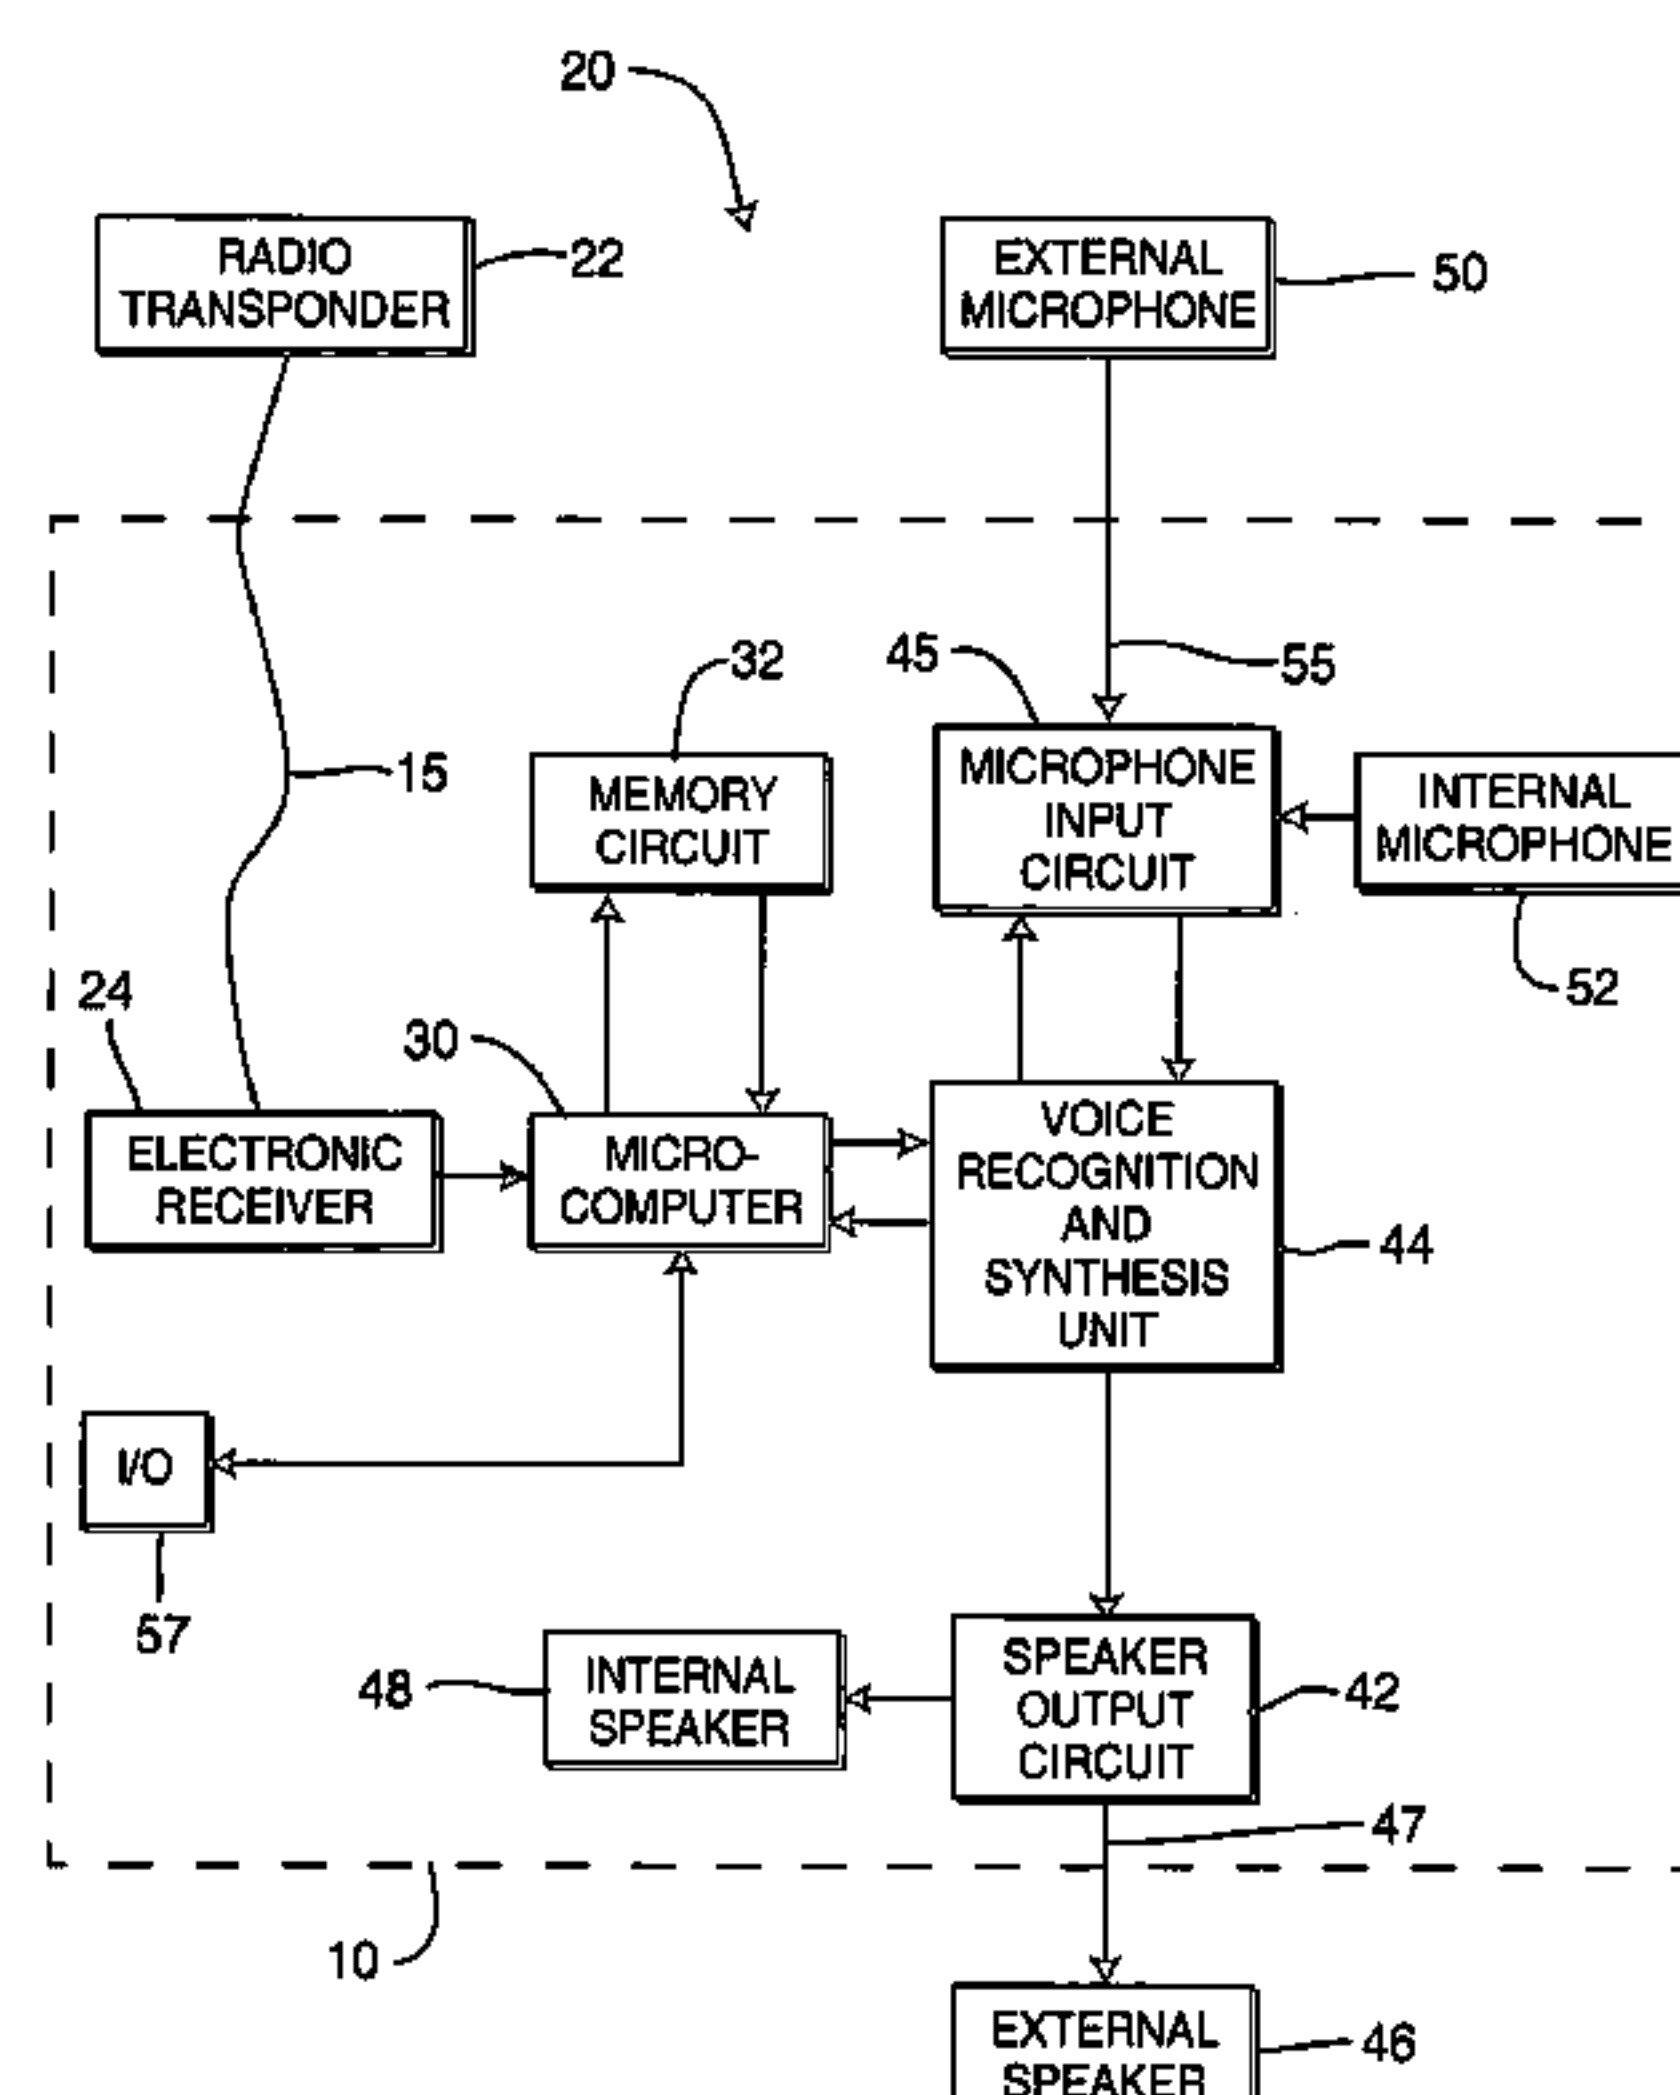 20
RADIO
TRANSPONDER
22
EXTERNAL
MICROPHONE
50
45
55
32
15
MEMORY
CIRCUIT
MICROPHONE
INPUT
CIRCUIT
INTERNAL
MICROPHONE
52
24
30
ELECTRONIC
RECEIVER
MICRO-
COMPUTER
VOICE
RECOGNITION
AND
SYNTHESIS
UNIT
44
I/O
57
48
INTERNAL
SPEAKER
SPEAKER
OUTPUT
CIRCUIT
42
47
10
EXTERNAL
SPEAKER
46